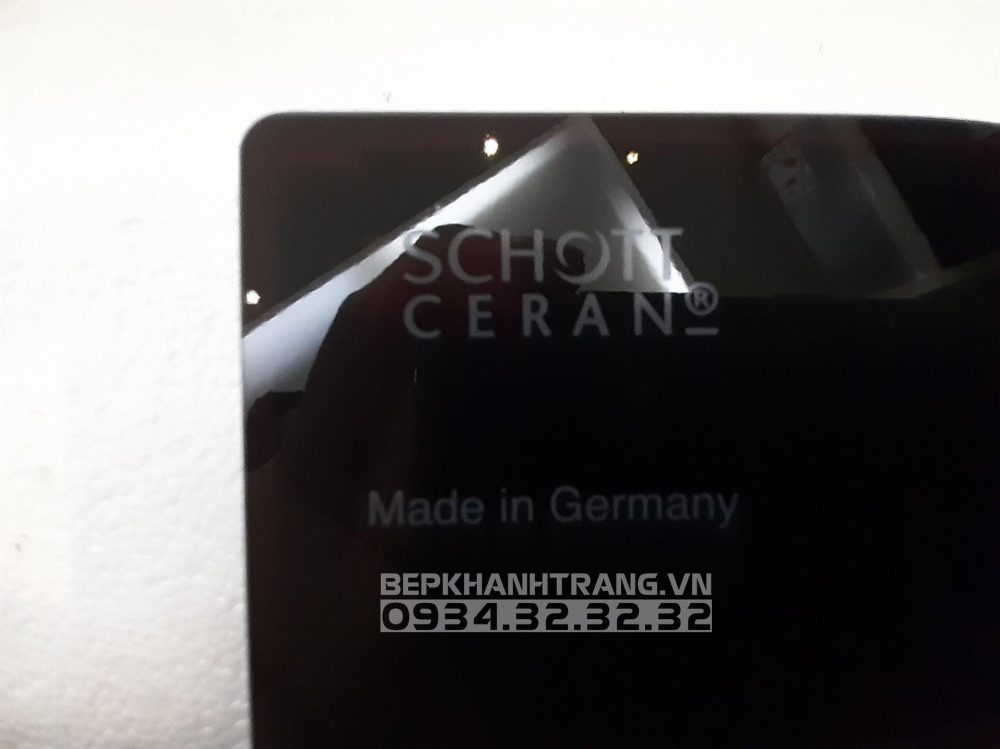 SCHOTT
CERAN®
Made in Germany
BEPKHANHTRANG.VN
0934.32.32.32